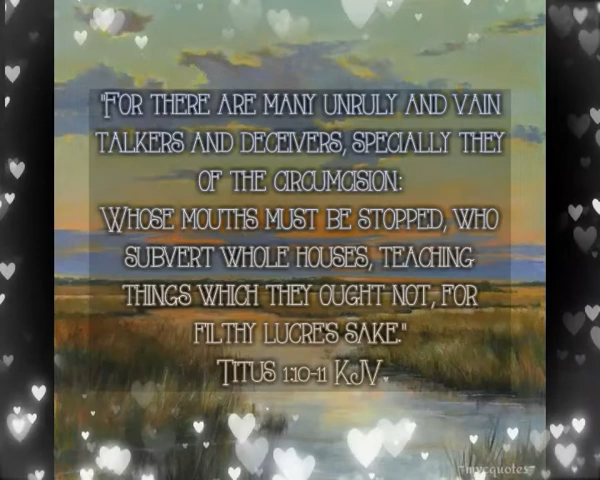 "For there are many unruly and vain
talkers and deceivers, specially they
of the circumcision:
Whose mouths must be stopped, who
subvert whole houses, teaching
things which they ought not, for
filthy lucre's sake."
Titus 1:10-11 KJV
~mycquotes~